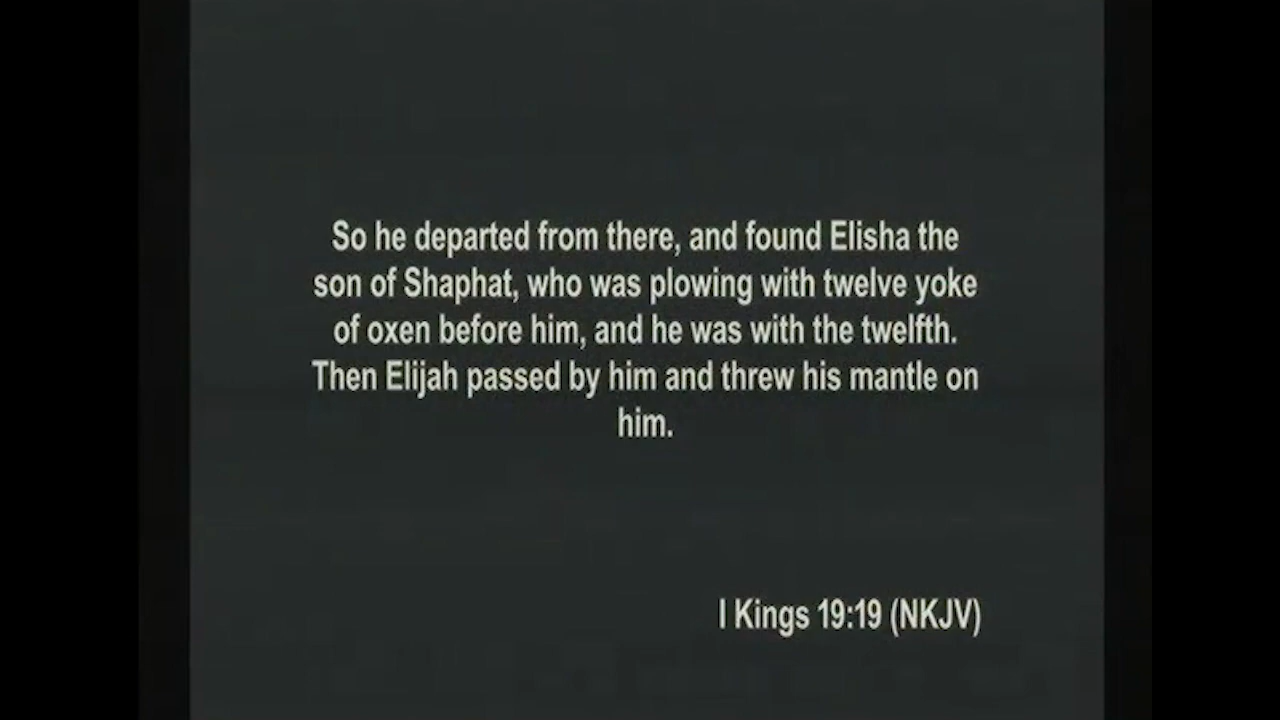 So he departed from there, and found Elisha the
son of Shaphat, who was plowing with twelve yoke
of oxen before him, and he was with the twelfth.
Then Elijah passed by him and threw his mantle on
him.
I Kings 19:19 (NKJV)